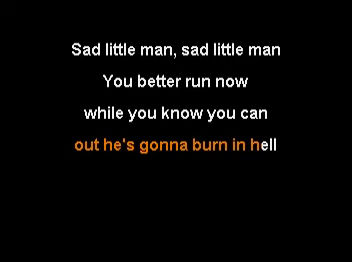 Sad little man, sad little man
You better run now
while you know you can
out he's gonna burn in hell